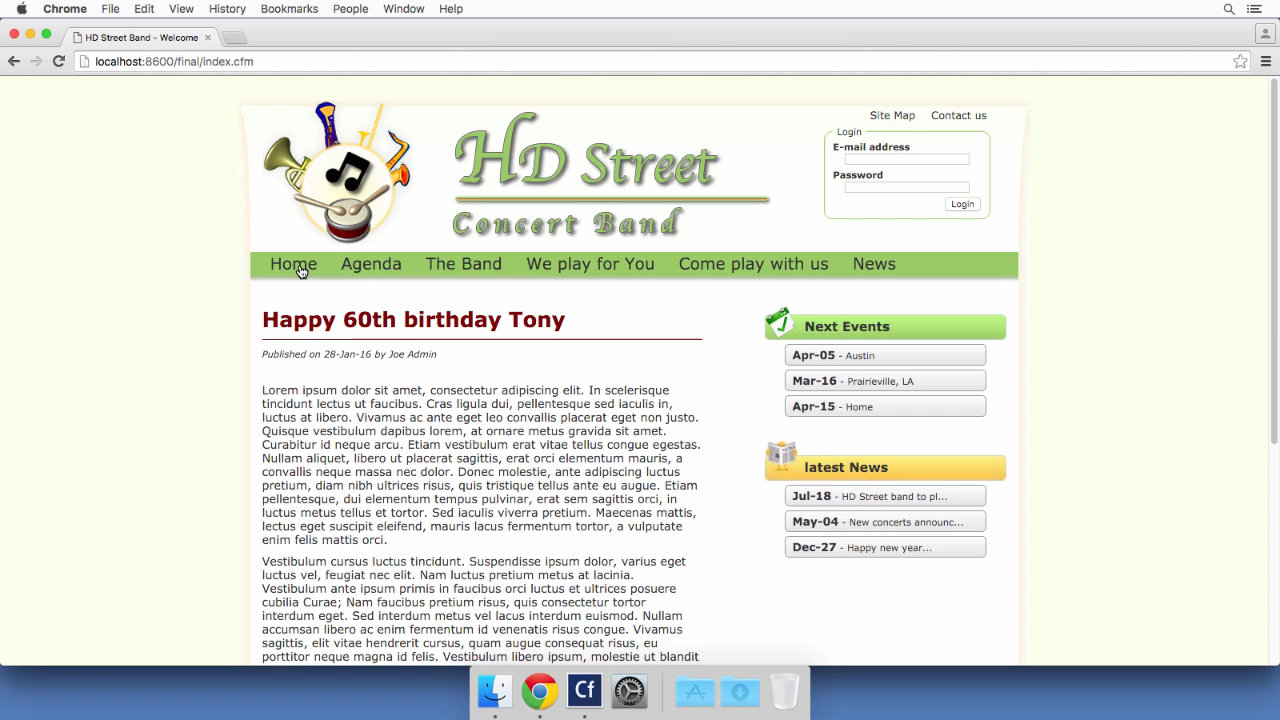 Chrome File Edit View History Bookmarks People Window Help
HD Street Band - Welcome
localhost:8600/final/index.cfm
Site Map Contact us
HD Street
Concert Band
Login
E-mail address
Password
Login
Home Agenda The Band We play for You Come play with us News
Happy 60th birthday Tony
Published on 28-Jan-16 by Joe Admin
Lorem ipsum dolor sit amet, consectetur adipiscing elit. In scelerisque
tincidunt lectus ut faucibus. Cras ligula dui, pellentesque sed iaculis in,
luctus at libero. Vivamus ac ante eget leo convallis placerat eget non justo.
Quisque vestibulum dapibus lorem, at ornare metus gravida sit amet.
Curabitur id neque arcu. Etiam vestibulum erat vitae tellus congue egestas.
Nullam aliquet, libero ut placerat sagittis, erat orci elementum mauris, a
convallis neque massa nec dolor. Donec molestie, ante adipiscing luctus
pretium, diam nibh ultrices risus, quis tristique tellus ante eu augue. Etiam
pellentesque, dui elementum tempus pulvinar, erat sem sagittis orci, in
luctus metus tellus et tortor. Sed iaculis viverra pretium. Maecenas mattis,
lectus eget suscipit eleifend, mauris lacus fermentum tortor, a vulputate
enim felis mattis orci.
Vestibulum cursus luctus tincidunt. Suspendisse ipsum dolor, varius eget
luctus vel, feugiat nec elit. Nam luctus pretium metus at lacinia.
Vestibulum ante ipsum primis in faucibus orci luctus et ultrices posuere
cubilia Curae; Nam faucibus pretium risus, quis consectetur tortor
interdum eget. Sed interdum metus vel lacus interdum euismod. Nullam
accumsan libero ac enim fermentum id venenatis risus congue. Vivamus
sagittis, elit vitae hendrerit cursus, quam augue consequat risus, eu
porttitor neque magna id felis. Vestibulum libero ipsum, molestie ut blandit
Next Events
Apr-05 - Austin
Mar-16 - Prairieville, LA
Apr-15 - Home
latest News
Jul-18 - HD Street band to pl...
May-04 - New concerts announc...
Dec-27 - Happy new year...
Cf